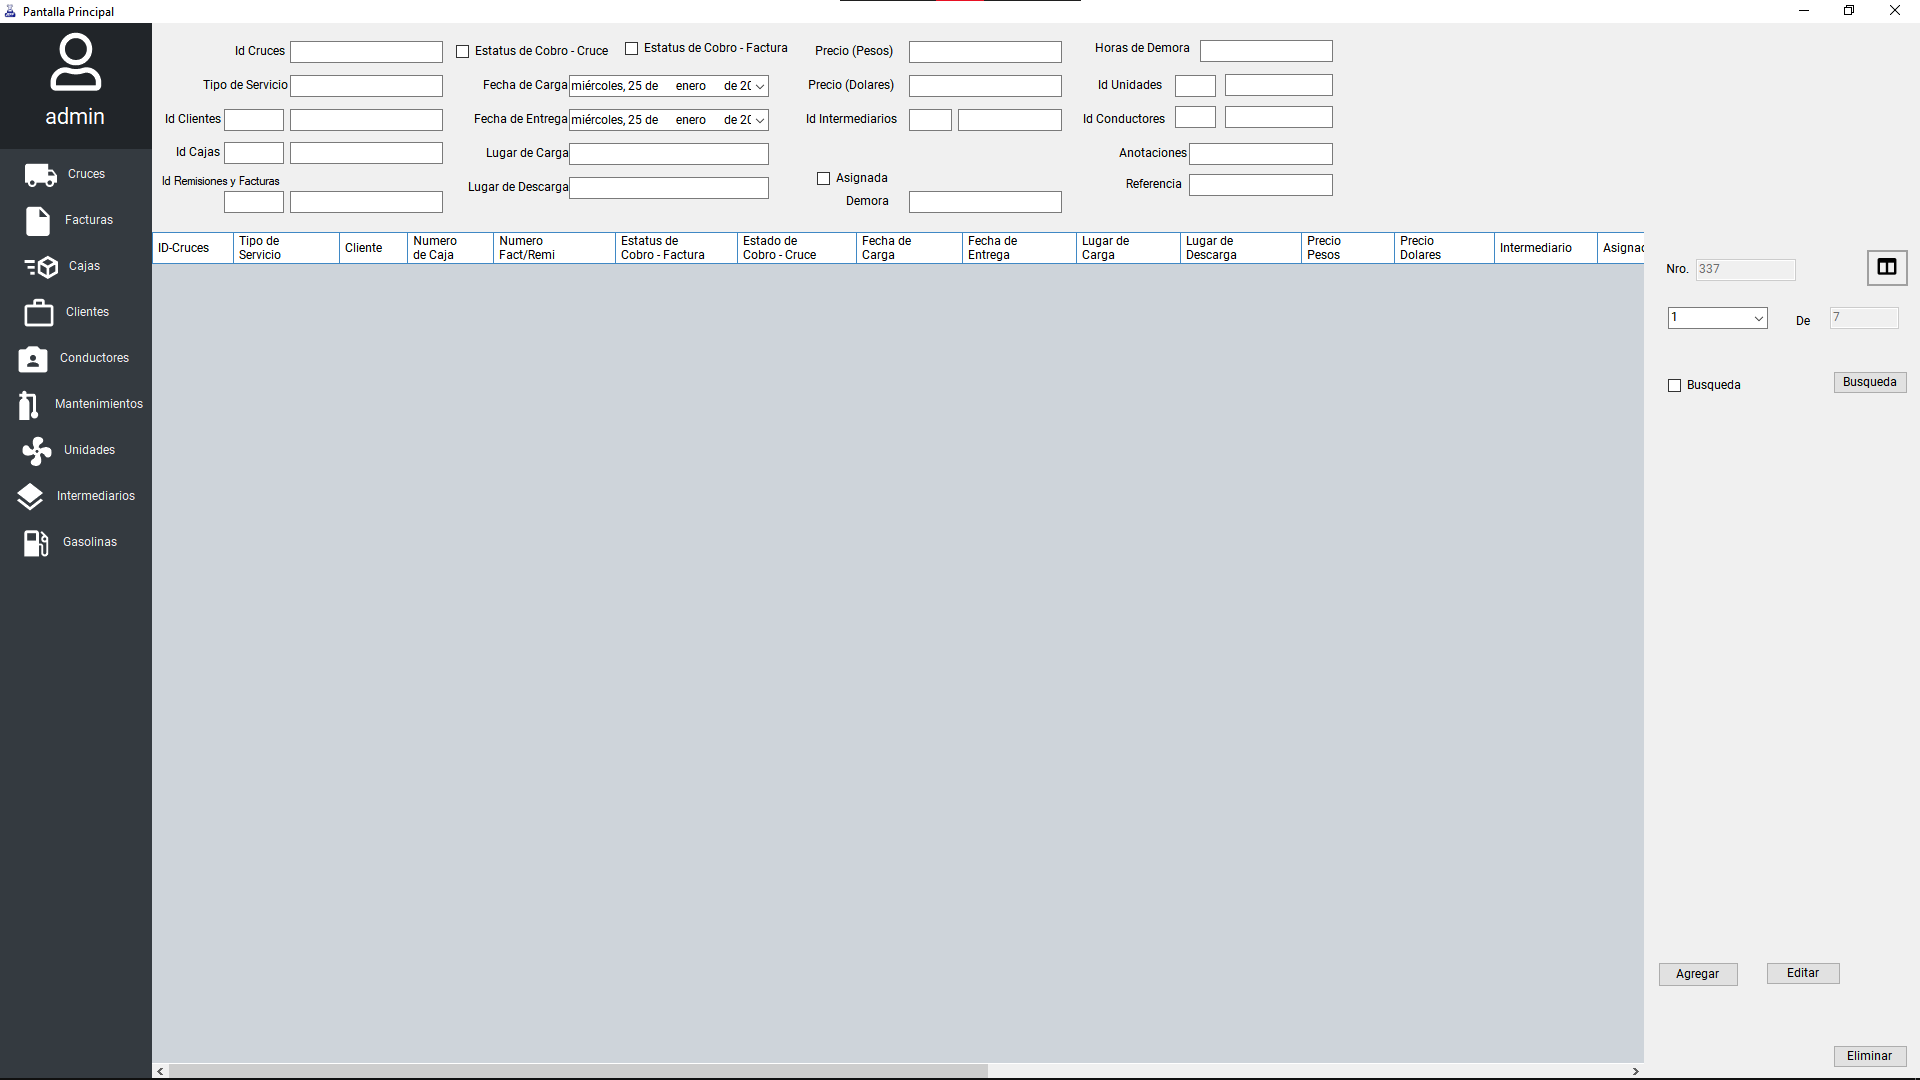 Pantalla Principal
admin
Cruces
Facturas
Cajas
Clientes
Conductores
Mantenimientos
Unidades
Intermediarios
Gasolinas
Id Cruces
Estatus de Cobro - Cruce
Estatus de Cobro - Factura
Precio (Pesos)
Horas de Demora
Tipo de Servicio
Fecha de Carga
miércoles, 25 de enero de 20
Precio (Dolares)
Id Unidades
Id Clientes
Fecha de Entrega
miércoles, 25 de enero de 20
Id Intermediarios
Id Conductores
Id Cajas
Lugar de Carga
Anotaciones
Id Remisiones y Facturas
Lugar de Descarga
Asignada
Referencia
Demora
ID-Cruces
Tipo de
Servicio
Cliente
Numero
de Caja
Numero
Fact/Remi
Estatus de
Cobro - Factura
Estado de
Cobro - Cruce
Fecha de
Carga
Fecha de
Entrega
Lugar de
Carga
Lugar de
Descarga
Precio
Pesos
Precio
Dolares
Intermediario
Asignac
Nro. 337
1 De 7
Busqueda
Busqueda
Agregar
Editar
Eliminar